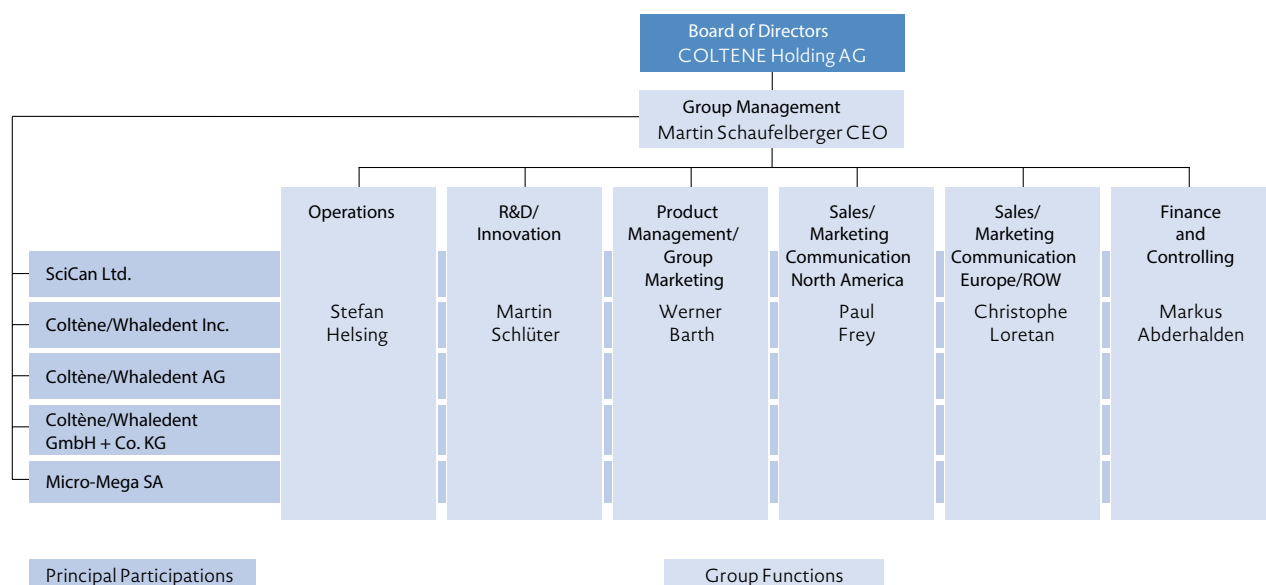 Board of Directors
COLTENE Holding AG
Group Management
Martin Schaufelberger CEO
Operations
Stefan
Helsing
R&D/
Innovation
Martin
Schlüter
Product
Management/
Group
Marketing
Werner
Barth
Sales/
Marketing
Communication
North America
Paul
Frey
Sales/
Marketing
Communication
Europe/ROW
Christophe
Loretan
Finance
and
Controlling
Markus
Abderhalden
SciCan Ltd.
Coltène/Whaledent Inc.
Coltène/Whaledent AG
Coltène/Whaledent
GmbH + Co. KG
Micro-Mega SA
Principal Participations
Group Functions